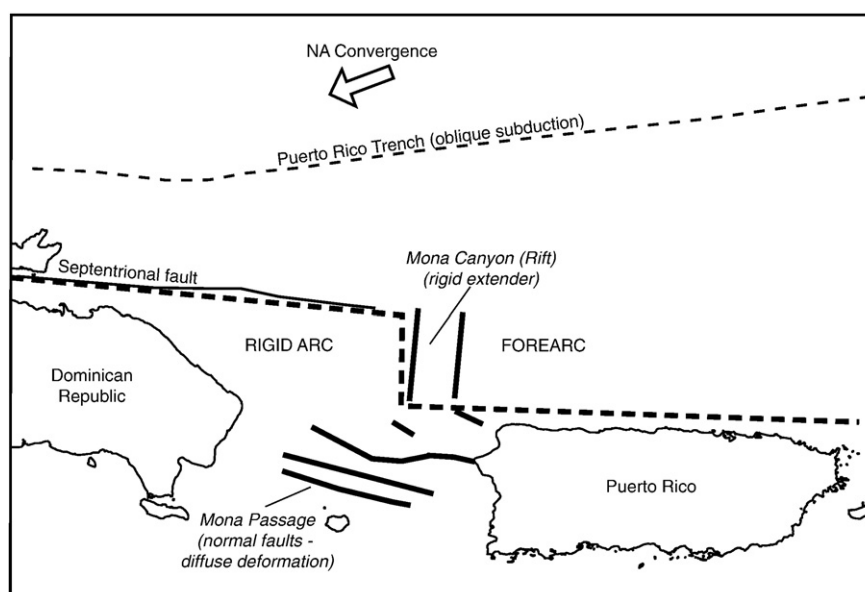 NA Convergence
Puerto Rico Trench (oblique subduction)
Septentrional fault
Mona Canyon (Rift)
(rigid extender)
RIGID ARC
FOREARC
Dominican
Republic
Puerto Rico
Mona Passage
(normal faults -
diffuse deformation)